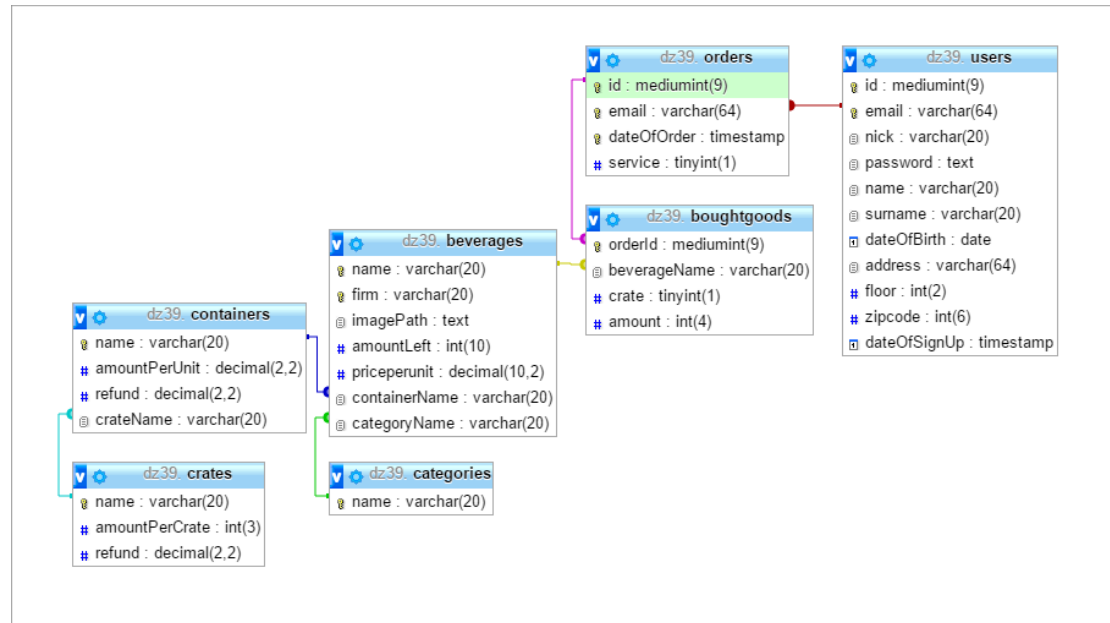 dz39. orders
id : mediumint(9)
email : varchar(64)
dateOfOrder : timestamp
service : tinyint(1)
dz39. users
id : mediumint(9)
email : varchar(64)
nick : varchar(20)
password : text
name : varchar(20)
surname : varchar(20)
dateOfBirth : date
address : varchar(64)
floor : int(2)
zipcode : int(6)
dateOfSignUp : timestamp
dz39. boughtgoods
orderId : mediumint(9)
beverageName : varchar(20)
crate : tinyint(1)
amount : int(4)
dz39. beverages
name : varchar(20)
firm : varchar(20)
imagePath : text
amountLeft : int(10)
priceperunit : decimal(10,2)
containerName : varchar(20)
categoryName : varchar(20)
dz39. containers
name : varchar(20)
amountPerUnit : decimal(2,2)
refund : decimal(2,2)
crateName : varchar(20)
dz39. crates
name : varchar(20)
amountPerCrate : int(3)
refund : decimal(2,2)
dz39. categories
name : varchar(20)